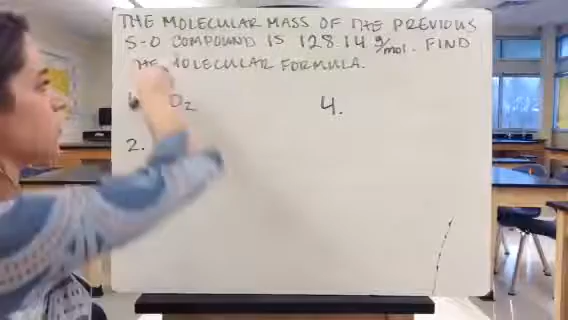 THE MOLECULAR MASS OF THE PREVIOUS
S-O COMPOUND IS 128.14 g/mol. FIND
THE MOLECULAR FORMULA.
O2
4.
2.